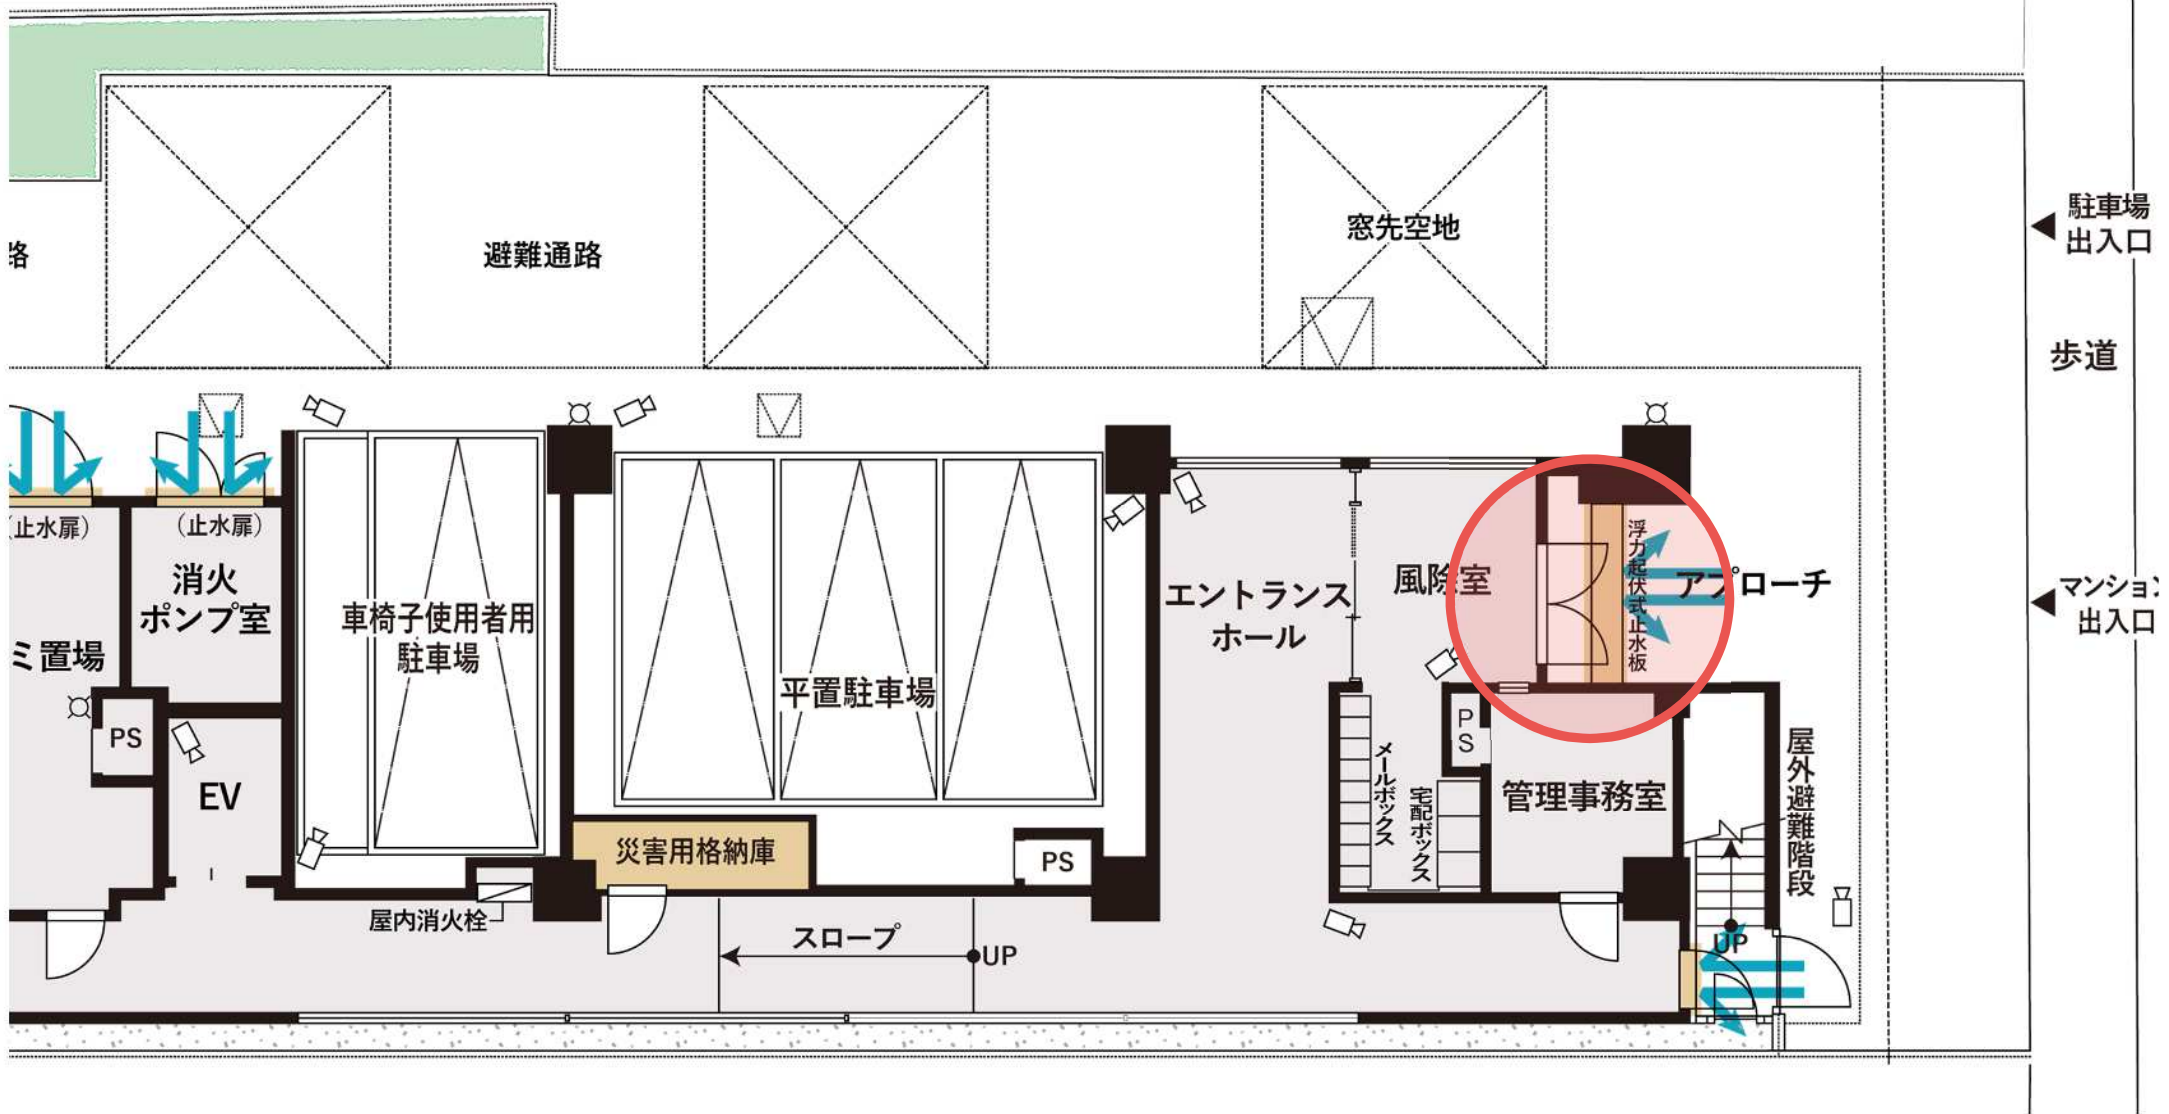 路
避難通路
窓先空地
駐車場
出入口
歩道
マンション
出入口
(止水扉)
(止水扉)
消火
ポンプ室
ミ置場
PS
EV
車椅子使用者用
駐車場
平置駐車場
災害用格納庫
PS
屋内消火栓
スロープ
UP
エントランス
ホール
風除室
浮力起伏式止水板
アプローチ
メールボックス
宅配ボックス
PS
管理事務室
屋外避難階段
UP